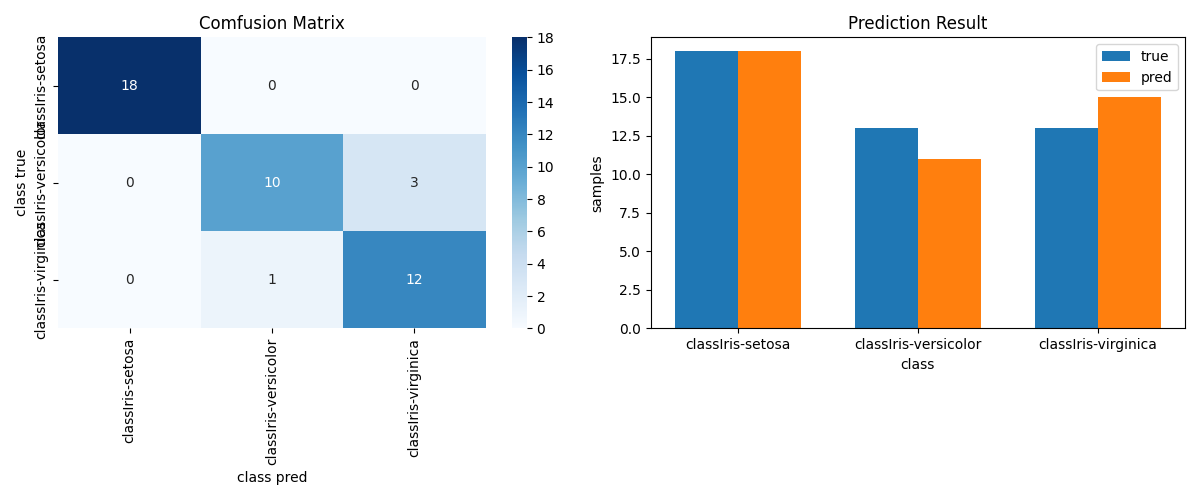 Comfusion Matrix
class true
classIris-setosa
classIris-versicolor
classIris-virginica
18 0 0
0 10 3
0 1 12
classIris-setosa
classIris-versicolor
classIris-virginica
class pred
18
16
14
12
10
8
6
4
2
0
Prediction Result
samples
17.5
15.0
12.5
10.0
7.5
5.0
2.5
0.0
true
pred
classIris-setosa classIris-versicolor classIris-virginica
class